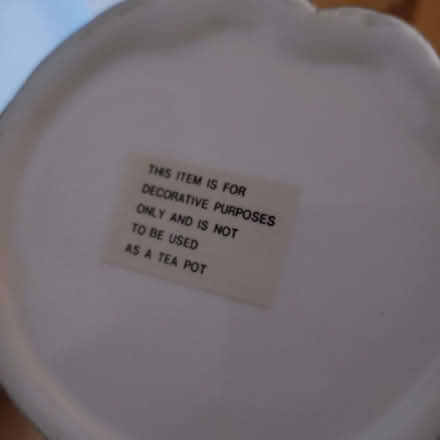 THIS ITEM IS FOR
DECORATIVE PURPOSES
ONLY AND IS NOT
TO BE USED
AS A TEA POT